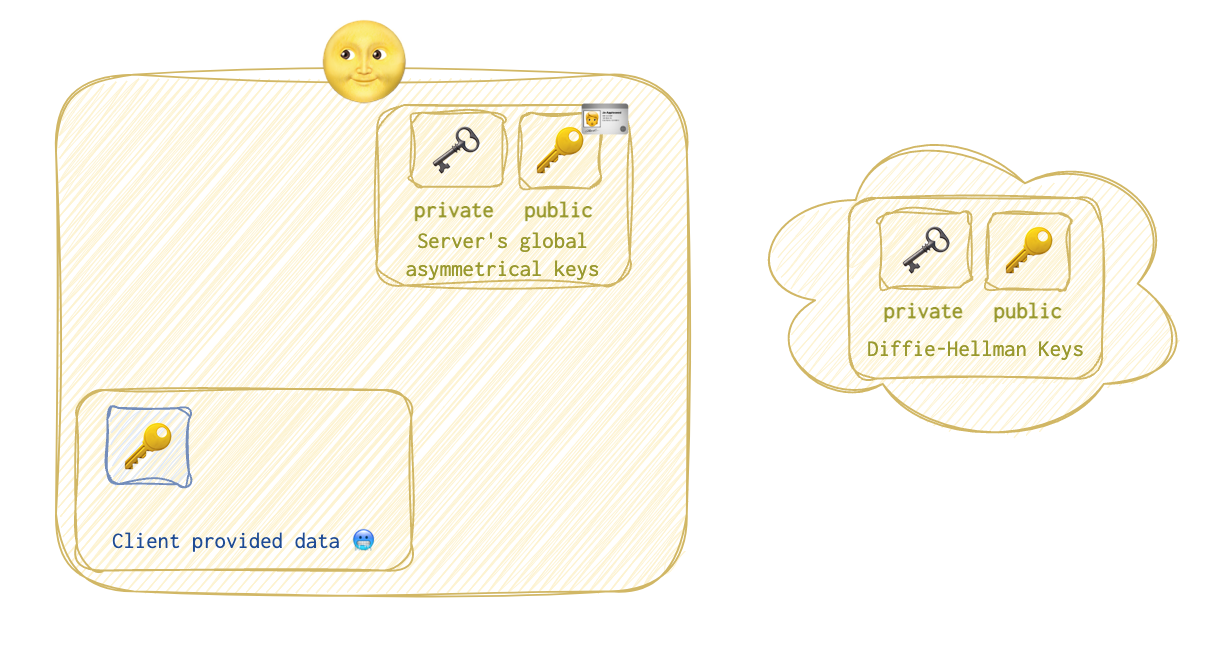 private public
Server's global
asymmetrical keys
private public
Diffie-Hellman Keys
Client provided data